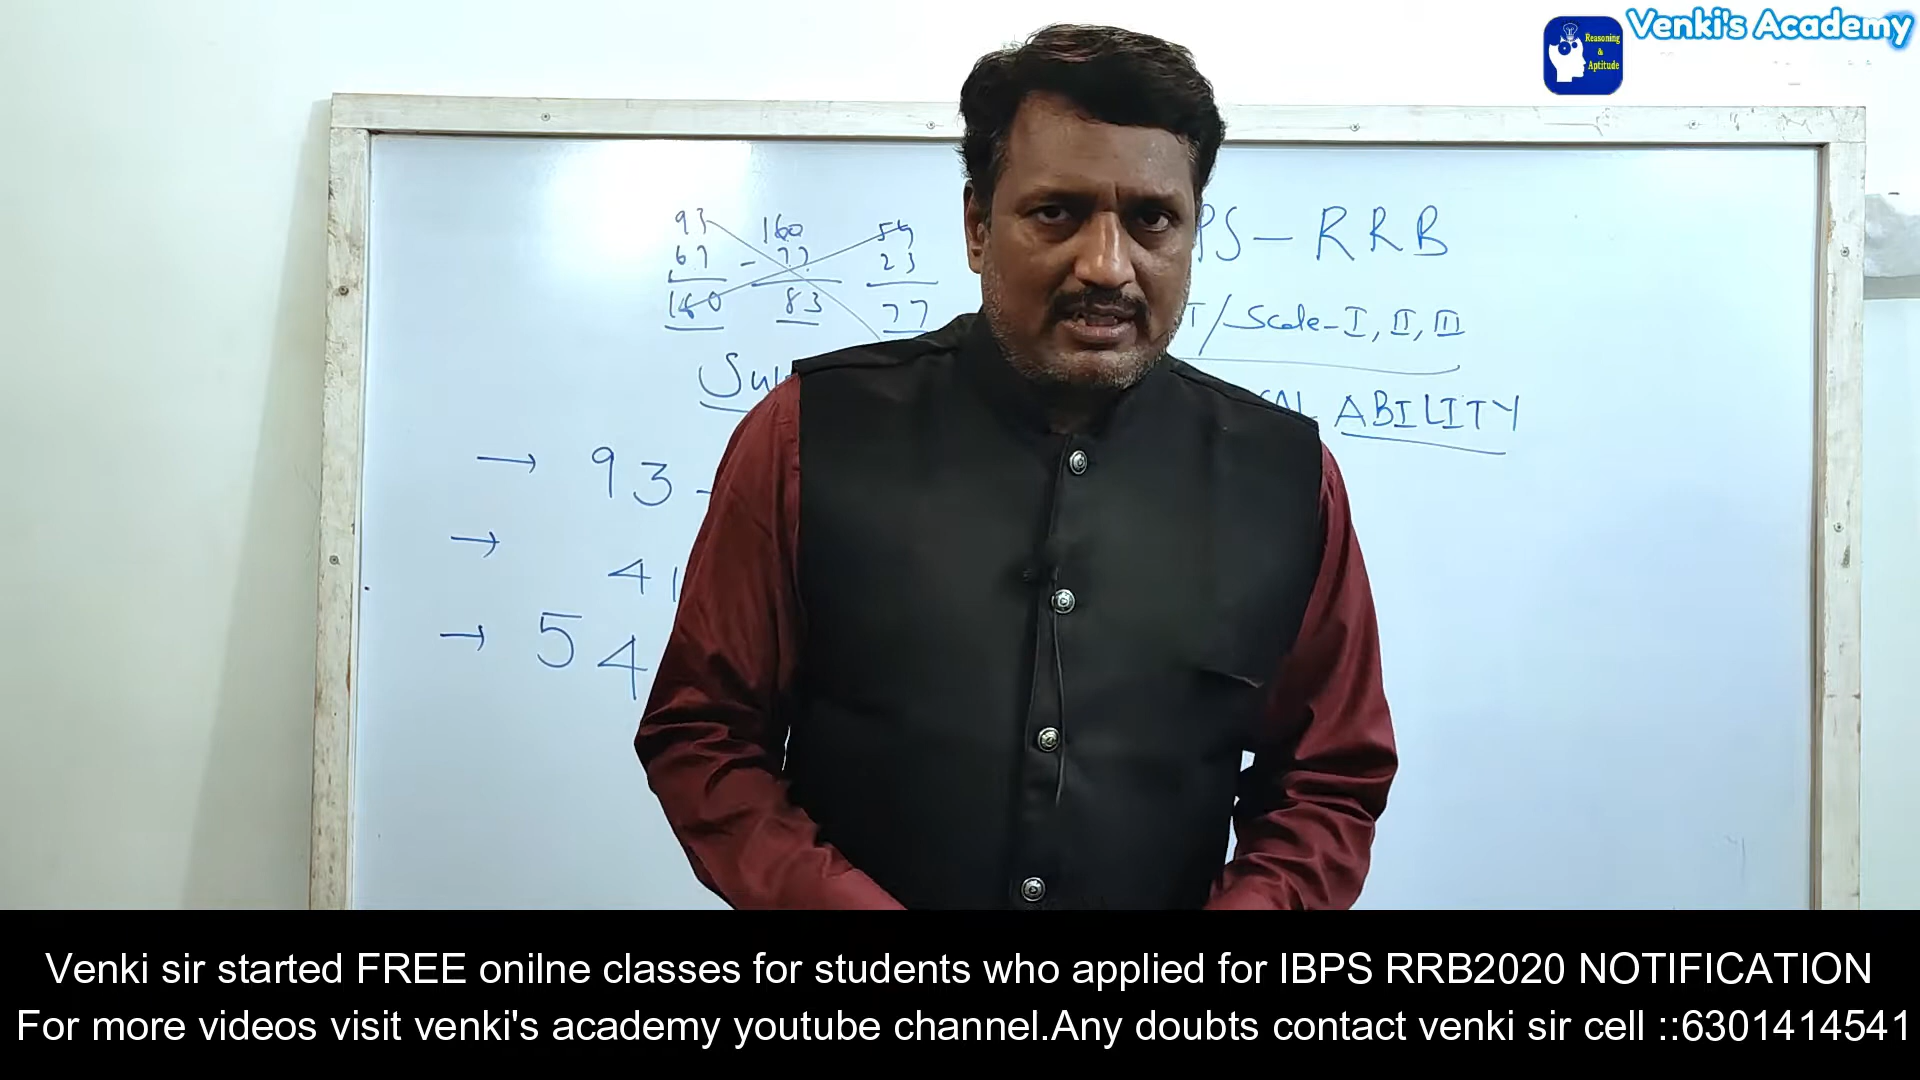 Venki's Academy
Reasoning
&
Aptitude
93 160 54
67 - 77 23
160 83 77
PS - RRB
T/Scale-I, II, III
ABILITY
→ 93 -
→ 41
→ 54
Venki sir started FREE onilne classes for students who applied for IBPS RRB2020 NOTIFICATION
For more videos visit venki's academy youtube channel.Any doubts contact venki sir cell ::6301414541